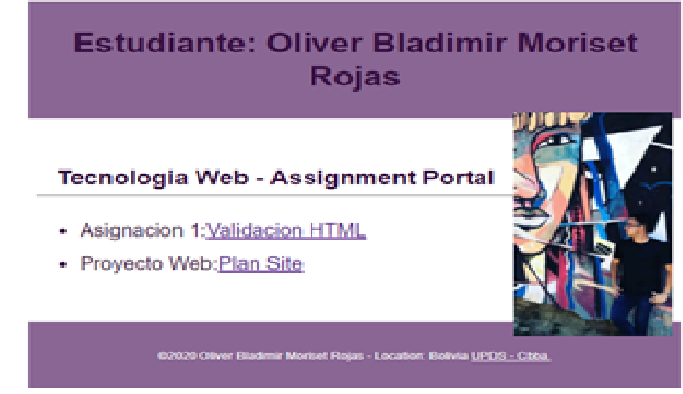 Estudiante: Oliver Bladimir Moriset
Rojas
Tecnologia Web - Assignment Portal
• Asignacion 1:Validacion HTML
• Proyecto Web:Plan Site
©2020 Oliver Bladimir Moriset Rojas - Location: Bolivia UPDS - Cbba.